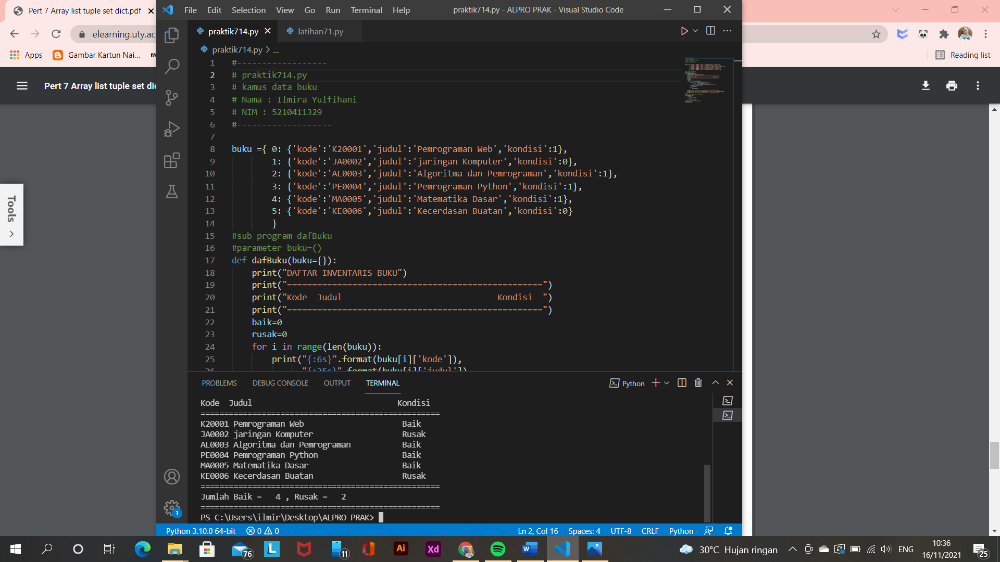 Pert 7 Array list tuple set dict.pdf
elearning.uty.ac.
Apps
Gambar Kartun Nai...
Reading list
Pert 7 Array list tuple set dic
Tools
File Edit Selection View Go Run Terminal Help
praktik714.py - ALPRO PRAK - Visual Studio Code
praktik714.py
latihan71.py
praktik714.py > ...
1 #------------------
2 # praktik714.py
3 # kamus data buku
4 # Nama : Ilmira Yulfihani
5 # NIM : 5210411329
6 #-------------------
7
8 buku ={ 0: {'kode':'K20001','judul':'Pemrograman Web','kondisi':1},
9 1: {'kode':'JA0002','judul':'jaringan Komputer','kondisi':0},
10 2: {'kode':'AL0003','judul':'Algoritma dan Pemrograman','kondisi':1},
11 3: {'kode':'PE0004','judul':'Pemrograman Python','kondisi':1},
12 4: {'kode':'MA0005','judul':'Matematika Dasar','kondisi':1},
13 5: {'kode':'KE0006','judul':'Kecerdasan Buatan','kondisi':0}
14 }
15 #sub program dafBuku
16 #parameter buku=()
17 def dafBuku(buku={}):
18 print("DAFTAR INVENTARIS BUKU")
19 print("===================================================")
20 print("Kode  Judul                               Kondisi  ")
21 print("===================================================")
22 baik=0
23 rusak=0
24 for i in range(len(buku)):
25 print("{:6s}".format(buku[i]['kode']),
26 "{:35s}".format(buku[i]['judul']),
PROBLEMS DEBUG CONSOLE OUTPUT TERMINAL
Python
Kode  Judul                               Kondisi
===================================================
K20001 Pemrograman Web                     Baik
JA0002 jaringan Komputer                   Rusak
AL0003 Algoritma dan Pemrograman           Baik
PE0004 Pemrograman Python                  Baik
MA0005 Matematika Dasar                    Baik
KE0006 Kecerdasan Buatan                   Rusak
===================================================
Jumlah Baik =   4 , Rusak =   2
===================================================
PS C:\Users\ilmir\Desktop\ALPRO PRAK>
1
Python 3.10.0 64-bit 0 0
Ln 2, Col 16 Spaces: 4 UTF-8 CRLF Python
76
L
11
Ai
Xd
30°C Hujan ringan
ENG
10:36
16/11/2021
25